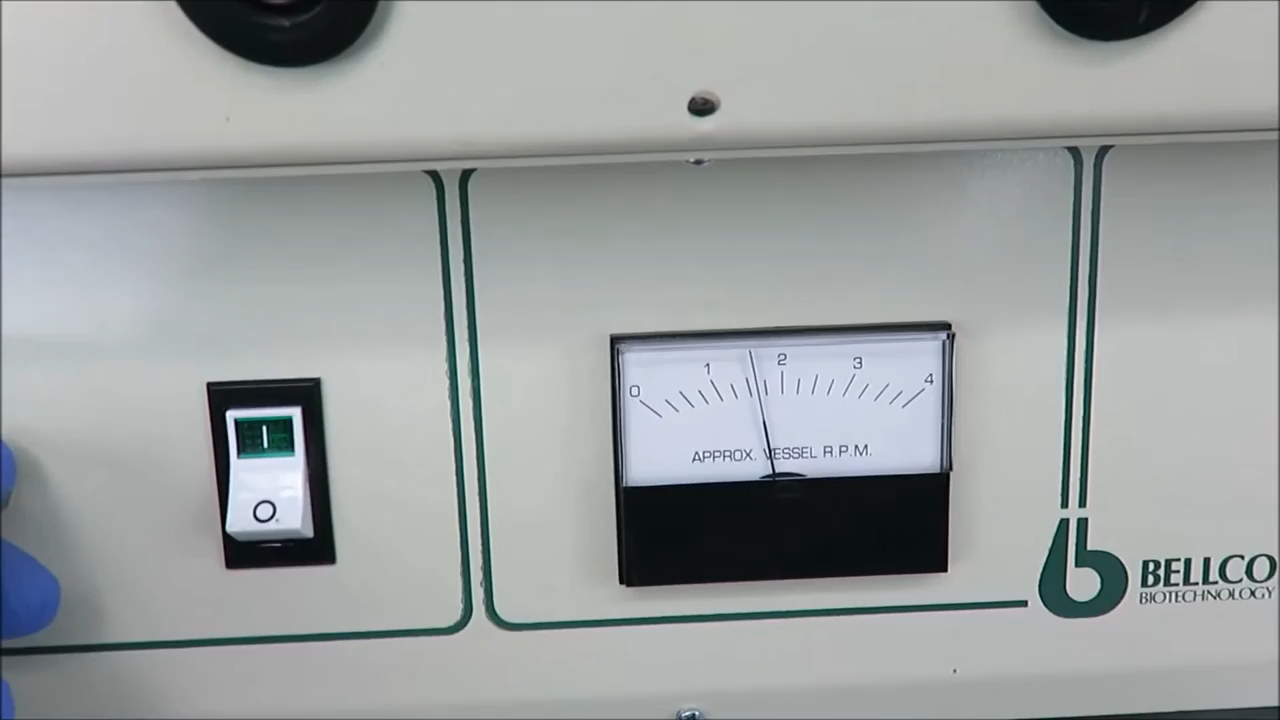 0 1 2 3 4
APPROX. VESSEL R.P.M.
I
O
BELLCO
BIOTECHNOLOGY